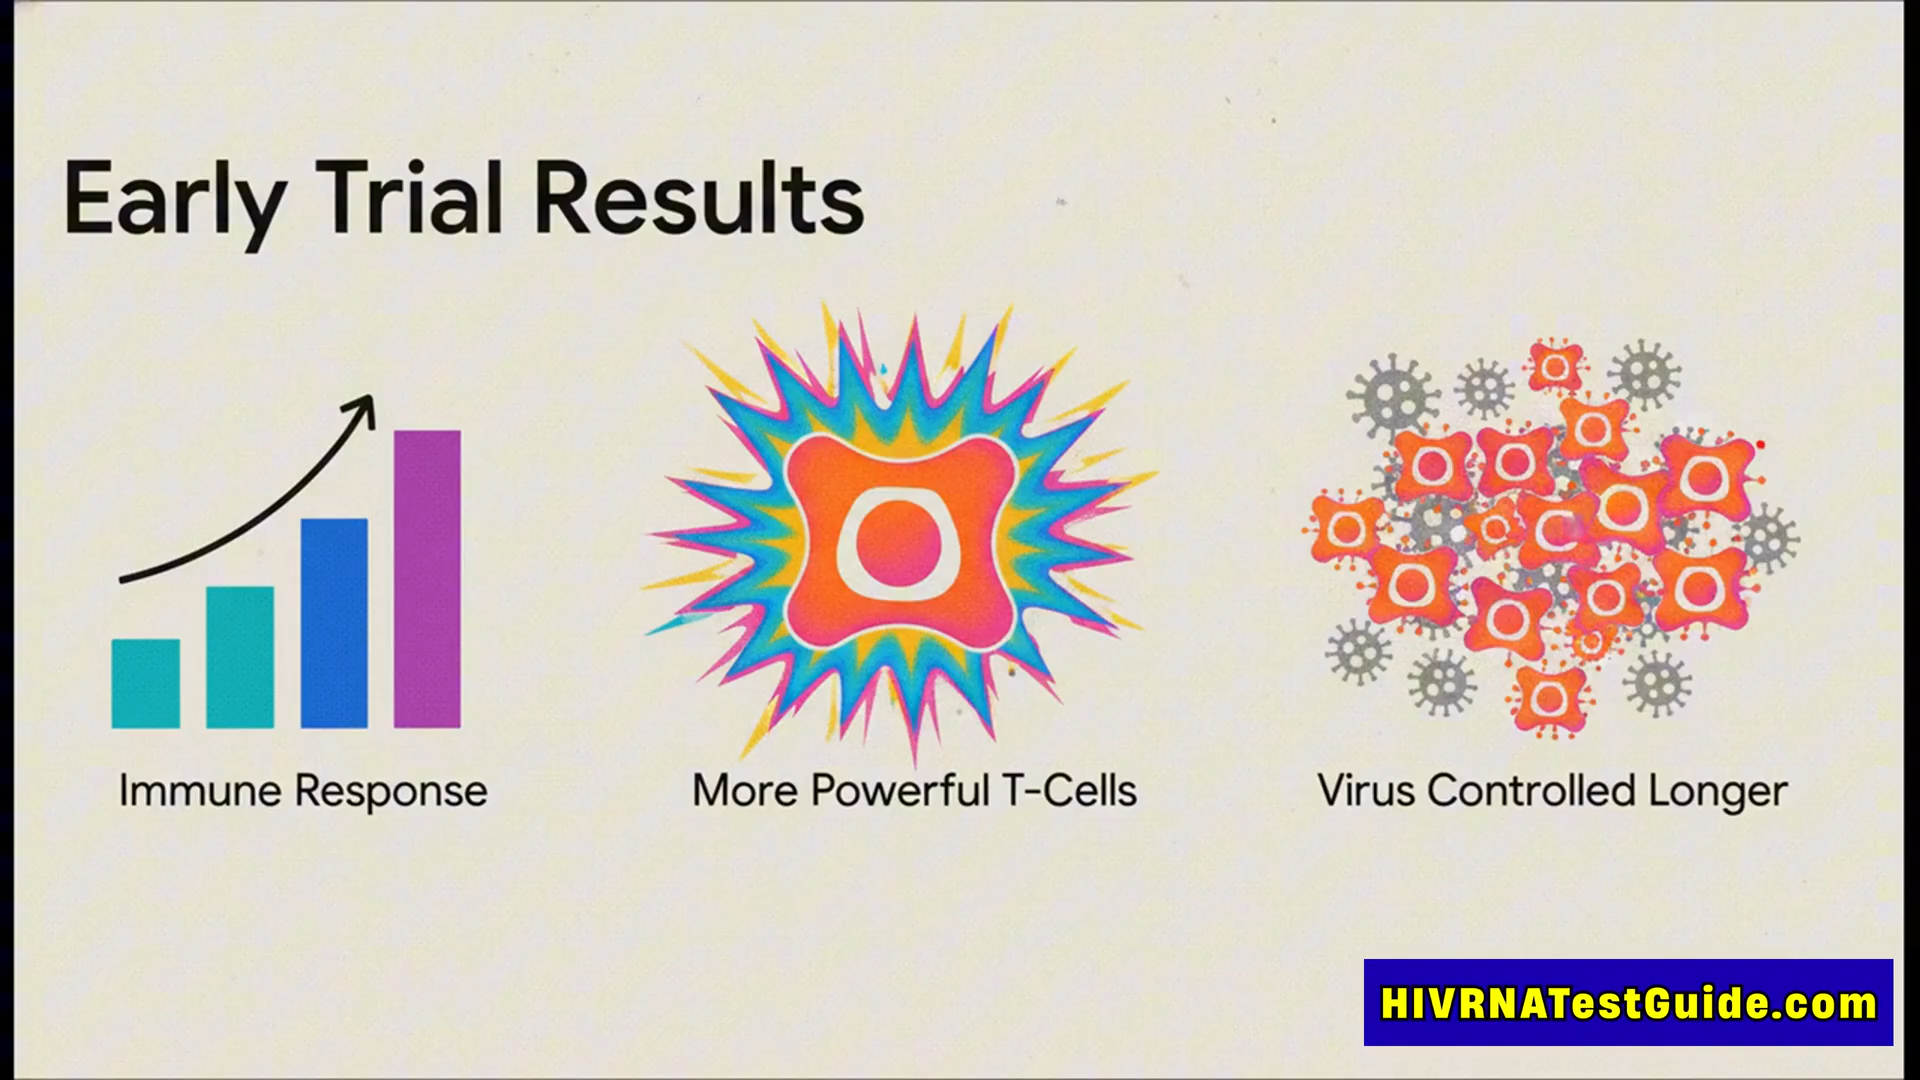 Early Trial Results
Immune Response
More Powerful T-Cells
Virus Controlled Longer
HIVRNATestGuide.com